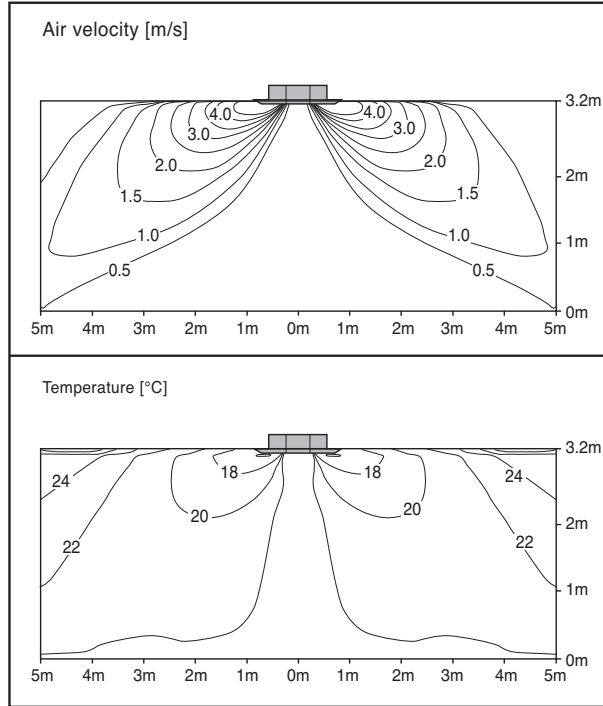 Air velocity [m/s]
4.0 4.0 3.2m
3.0 3.0
2.0 2.0
2m
1.5 1.5
1.0 1.0 1m
0.5 0.5
0m
5m 4m 3m 2m 1m 0m 1m 2m 3m 4m 5m
Temperature [°C]
3.2m
18 18
24 24
20 20
2m
22 22
1m
0m
5m 4m 3m 2m 1m 0m 1m 2m 3m 4m 5m